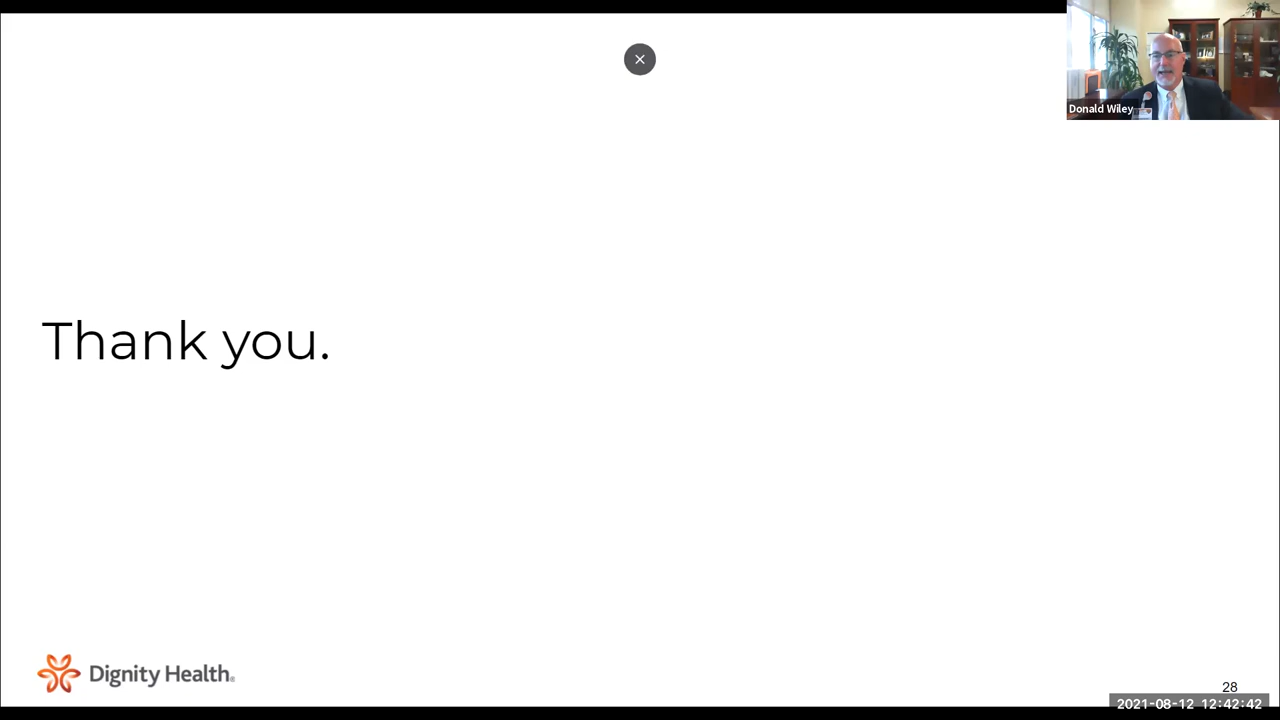 Donald Wiley
Thank you.
Dignity Health®
28
2021-08-12 12:42:42